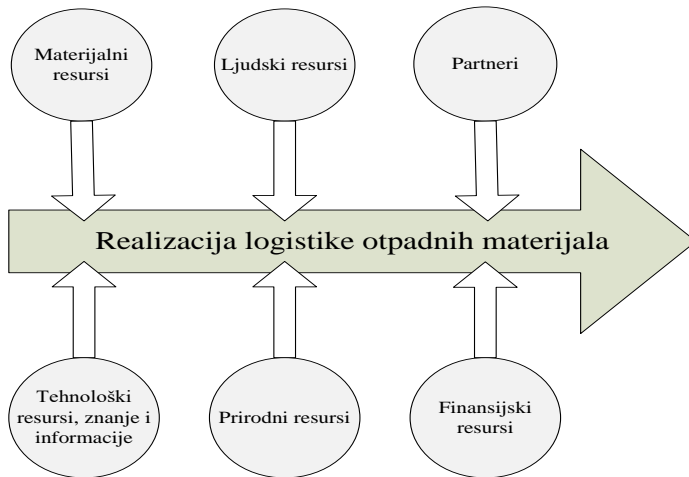 Materijalni
resursi
Ljudski resursi
Partneri
Realizacija logistike otpadnih materijala
Tehnološki
resursi, znanje i
informacije
Prirodni resursi
Finansijski
resursi